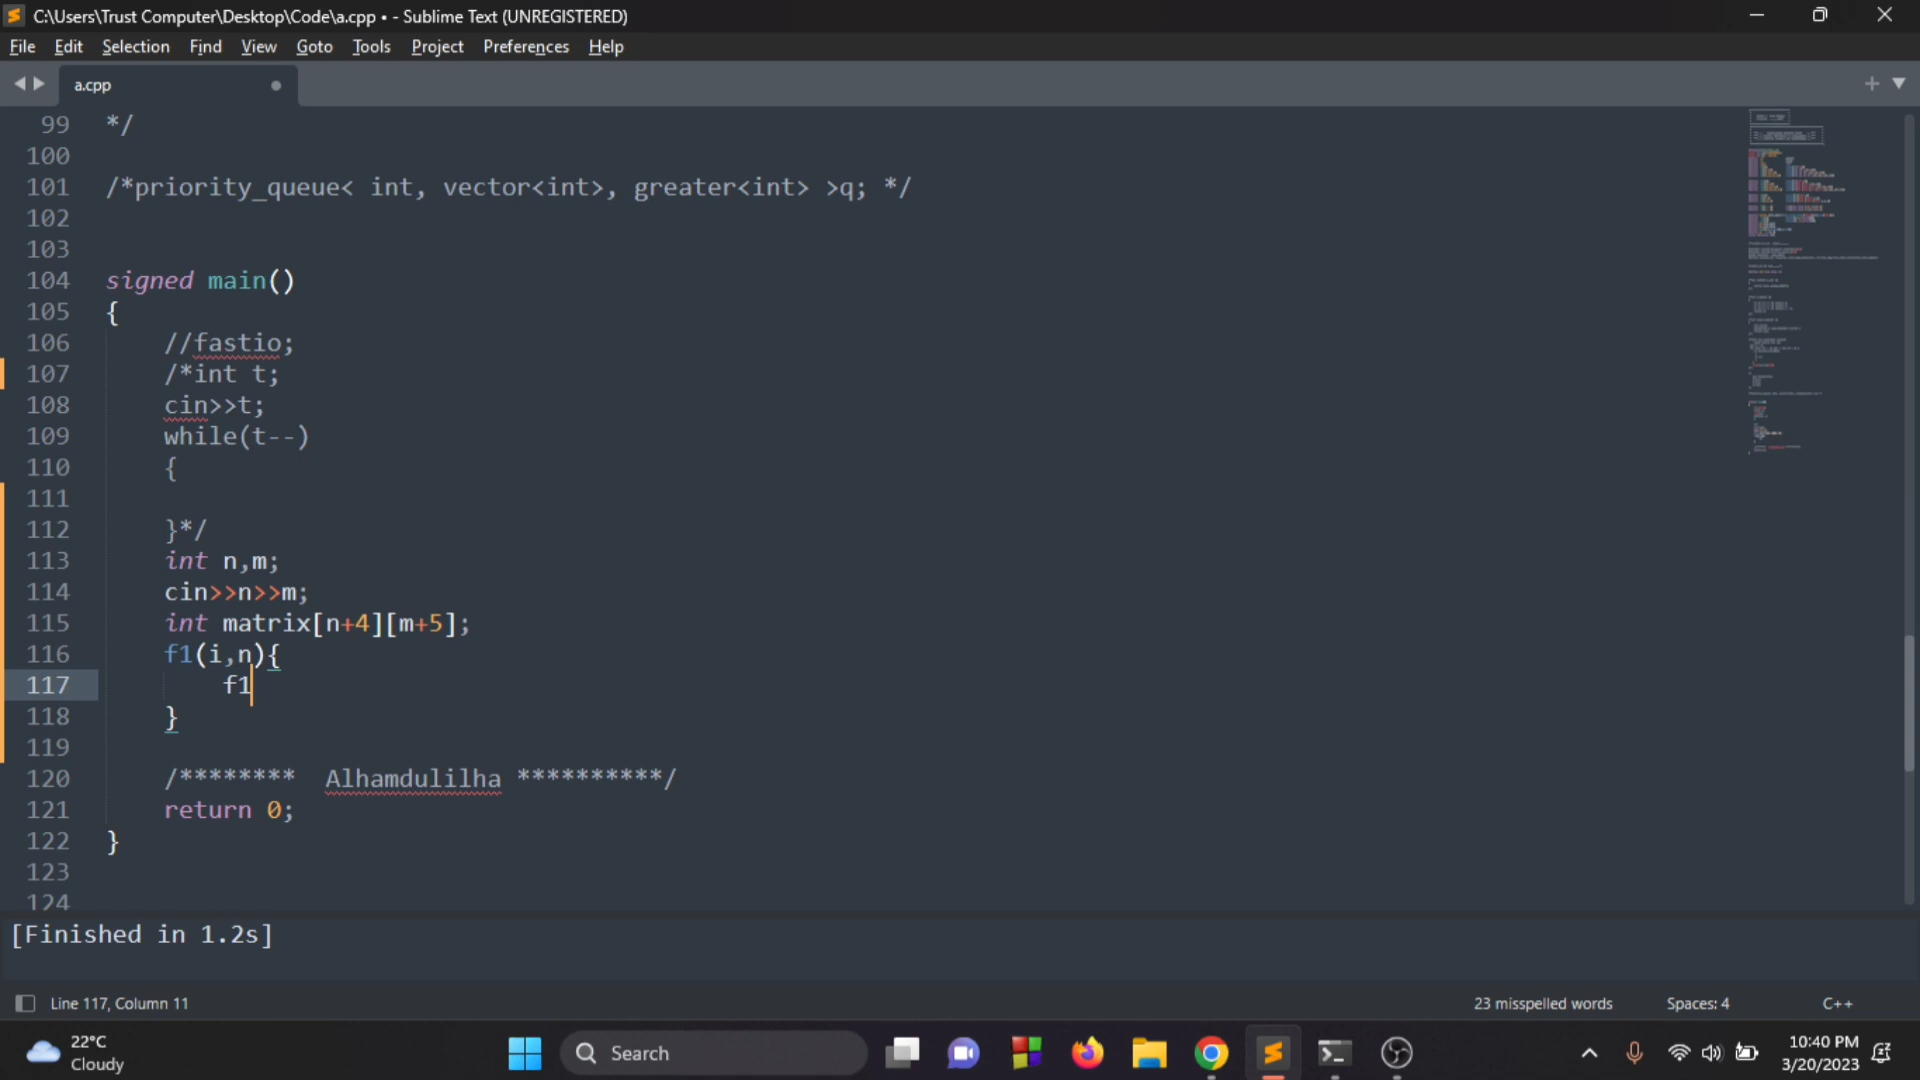 C:\Users\Trust Computer\Desktop\Code\a.cpp • - Sublime Text (UNREGISTERED)
File Edit Selection Find View Goto Tools Project Preferences Help
a.cpp
99 */
100
101 /*priority_queue< int, vector<int>, greater<int> >q; */
102
103
104 signed main()
105 {
106 //fastio;
107 /*int t;
108 cin>>t;
109 while(t--)
110 {
111
112 }*/
113 int n,m;
114 cin>>n>>m;
115 int matrix[n+4][m+5];
116 f1(i,n){
117 f1
118 }
119
120 /******** Alhamdulilha **********/
121 return 0;
122 }
123
124
[Finished in 1.2s]
Line 117, Column 11 23 misspelled words Spaces: 4 C++
22°C
Cloudy
Search
10:40 PM
3/20/2023